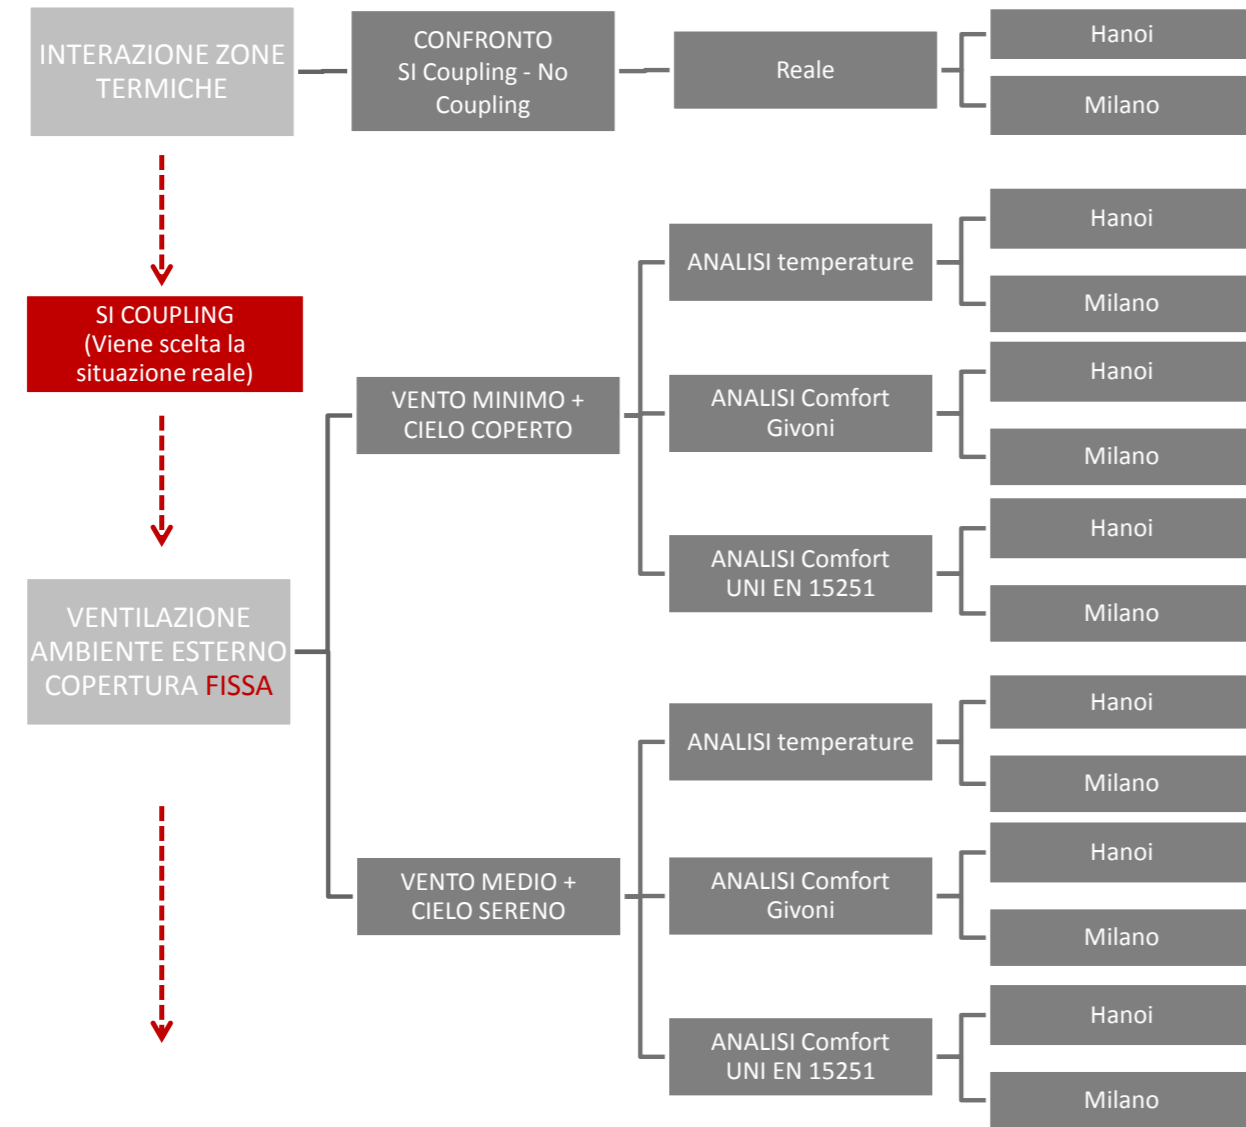 INTERAZIONE ZONE
TERMICHE
CONFRONTO
SI Coupling - No
Coupling
Reale
Hanoi
Milano
SI COUPLING
(Viene scelta la
situazione reale)
VENTILAZIONE
AMBIENTE ESTERNO
COPERTURA FISSA
VENTO MINIMO +
CIELO COPERTO
ANALISI temperature
Hanoi
Milano
ANALISI Comfort
Givoni
Hanoi
Milano
ANALISI Comfort
UNI EN 15251
Hanoi
Milano
VENTO MEDIO +
CIELO SERENO
ANALISI temperature
Hanoi
Milano
ANALISI Comfort
Givoni
Hanoi
Milano
ANALISI Comfort
UNI EN 15251
Hanoi
Milano